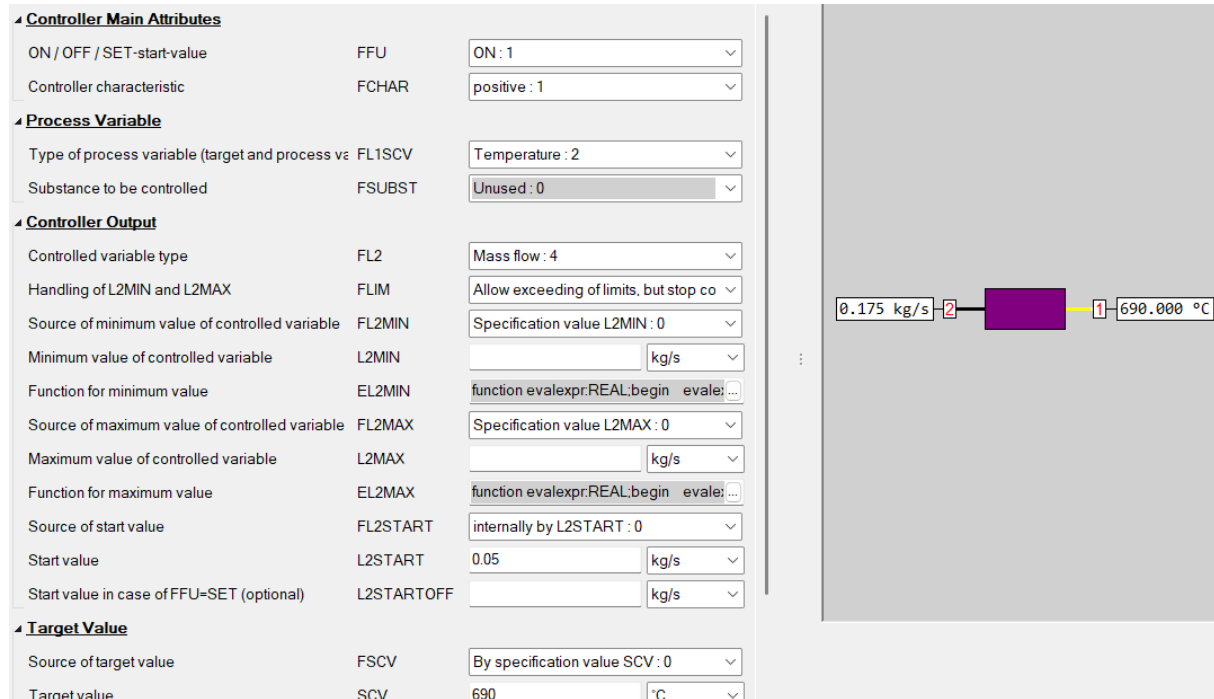 Controller Main Attributes
ON / OFF / SET-start-value FFU ON : 1
Controller characteristic FCHAR positive : 1
Process Variable
Type of process variable (target and process va FL1SCV Temperature : 2
Substance to be controlled FSUBST Unused : 0
Controller Output
Controlled variable type FL2 Mass flow : 4
Handling of L2MIN and L2MAX FLIM Allow exceeding of limits, but stop co
Source of minimum value of controlled variable FL2MIN Specification value L2MIN : 0
Minimum value of controlled variable L2MIN kg/s
Function for minimum value EL2MIN function evalexpr:REAL;begin evale: ...
Source of maximum value of controlled variable FL2MAX Specification value L2MAX : 0
Maximum value of controlled variable L2MAX kg/s
Function for maximum value EL2MAX function evalexpr:REAL;begin evale: ...
Source of start value FL2START internally by L2START : 0
Start value L2START 0.05 kg/s
Start value in case of FFU=SET (optional) L2STARTOFF kg/s
Target Value
Source of target value FSCV By specification value SCV : 0
Target value SCV 690 °C
0.175 kg/s 2 1 690.000 °C